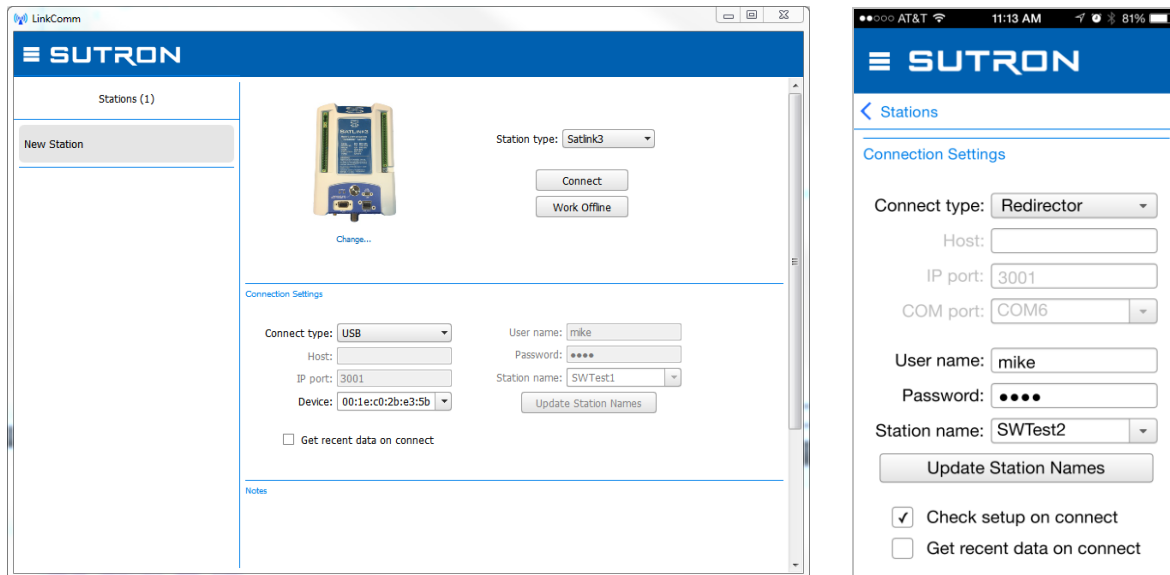 LinkComm
SUTRON
Stations (1)
New Station
SATLINK3
Station type: Satlink3
Connect
Work Offline
Change...
Connection Settings
Connect type: USB
Host:
IP port: 3001
Device: 00:1e:c0:2b:e3:5b
User name: mike
Password: ●●●●
Station name: SWTest1
Update Station Names
Get recent data on connect
Notes
●●○○○ AT&T 11:13 AM 81%
SUTRON
Stations
Connection Settings
Connect type: Redirector
Host:
IP port: 3001
COM port: COM6
User name: mike
Password: ●●●●
Station name: SWTest2
Update Station Names
Check setup on connect
Get recent data on connect